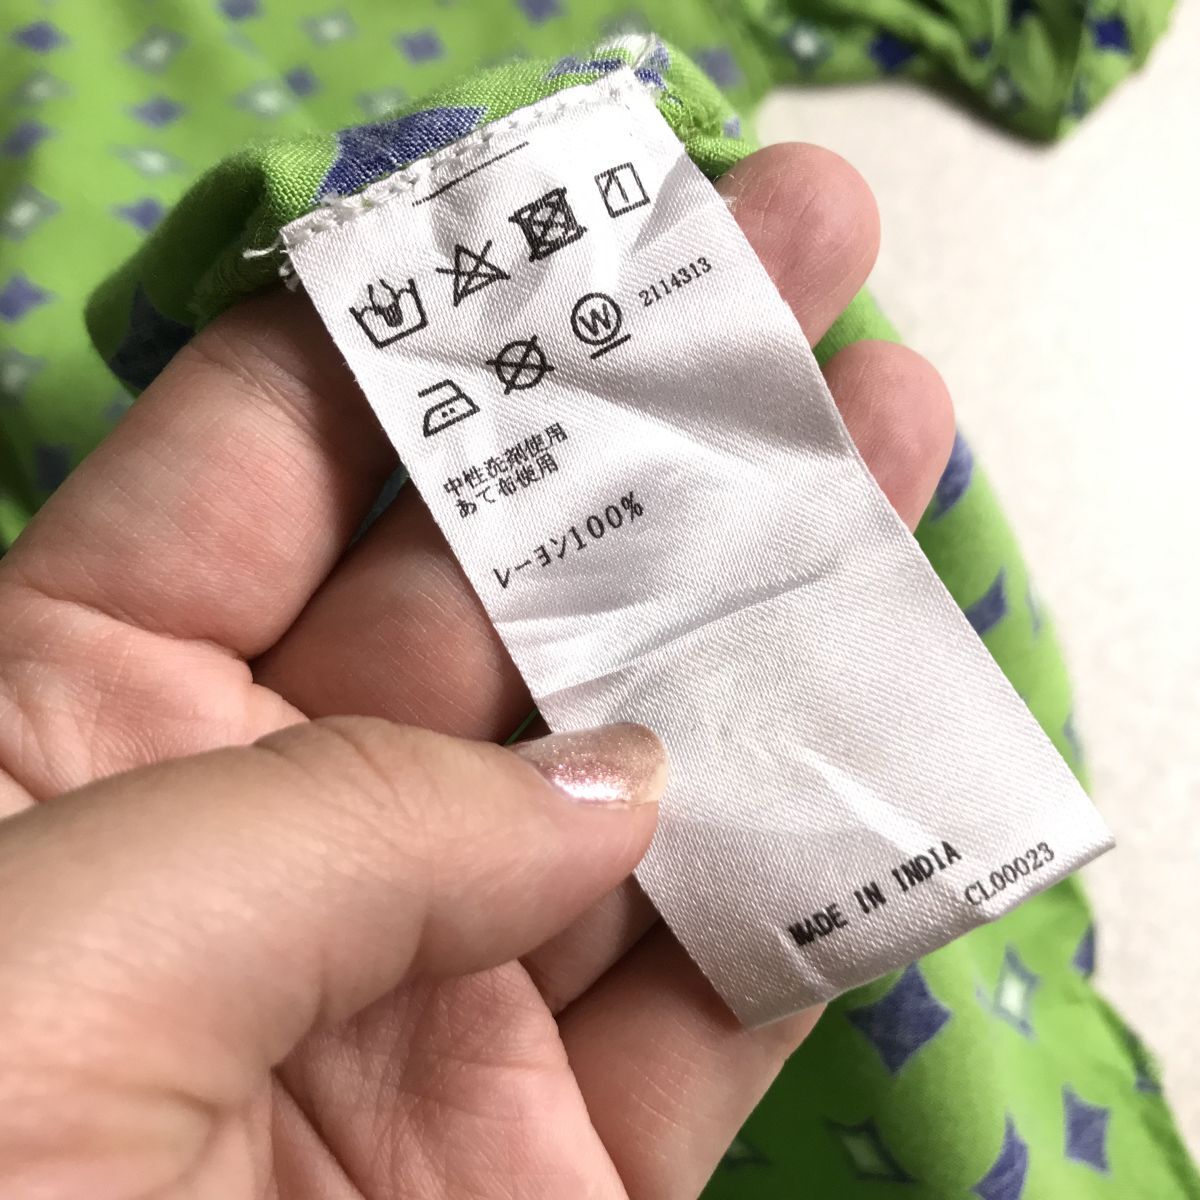 W
2114313
中性洗剤使用
あて布使用
レーヨン100%
MADE IN INDIA
CL00023